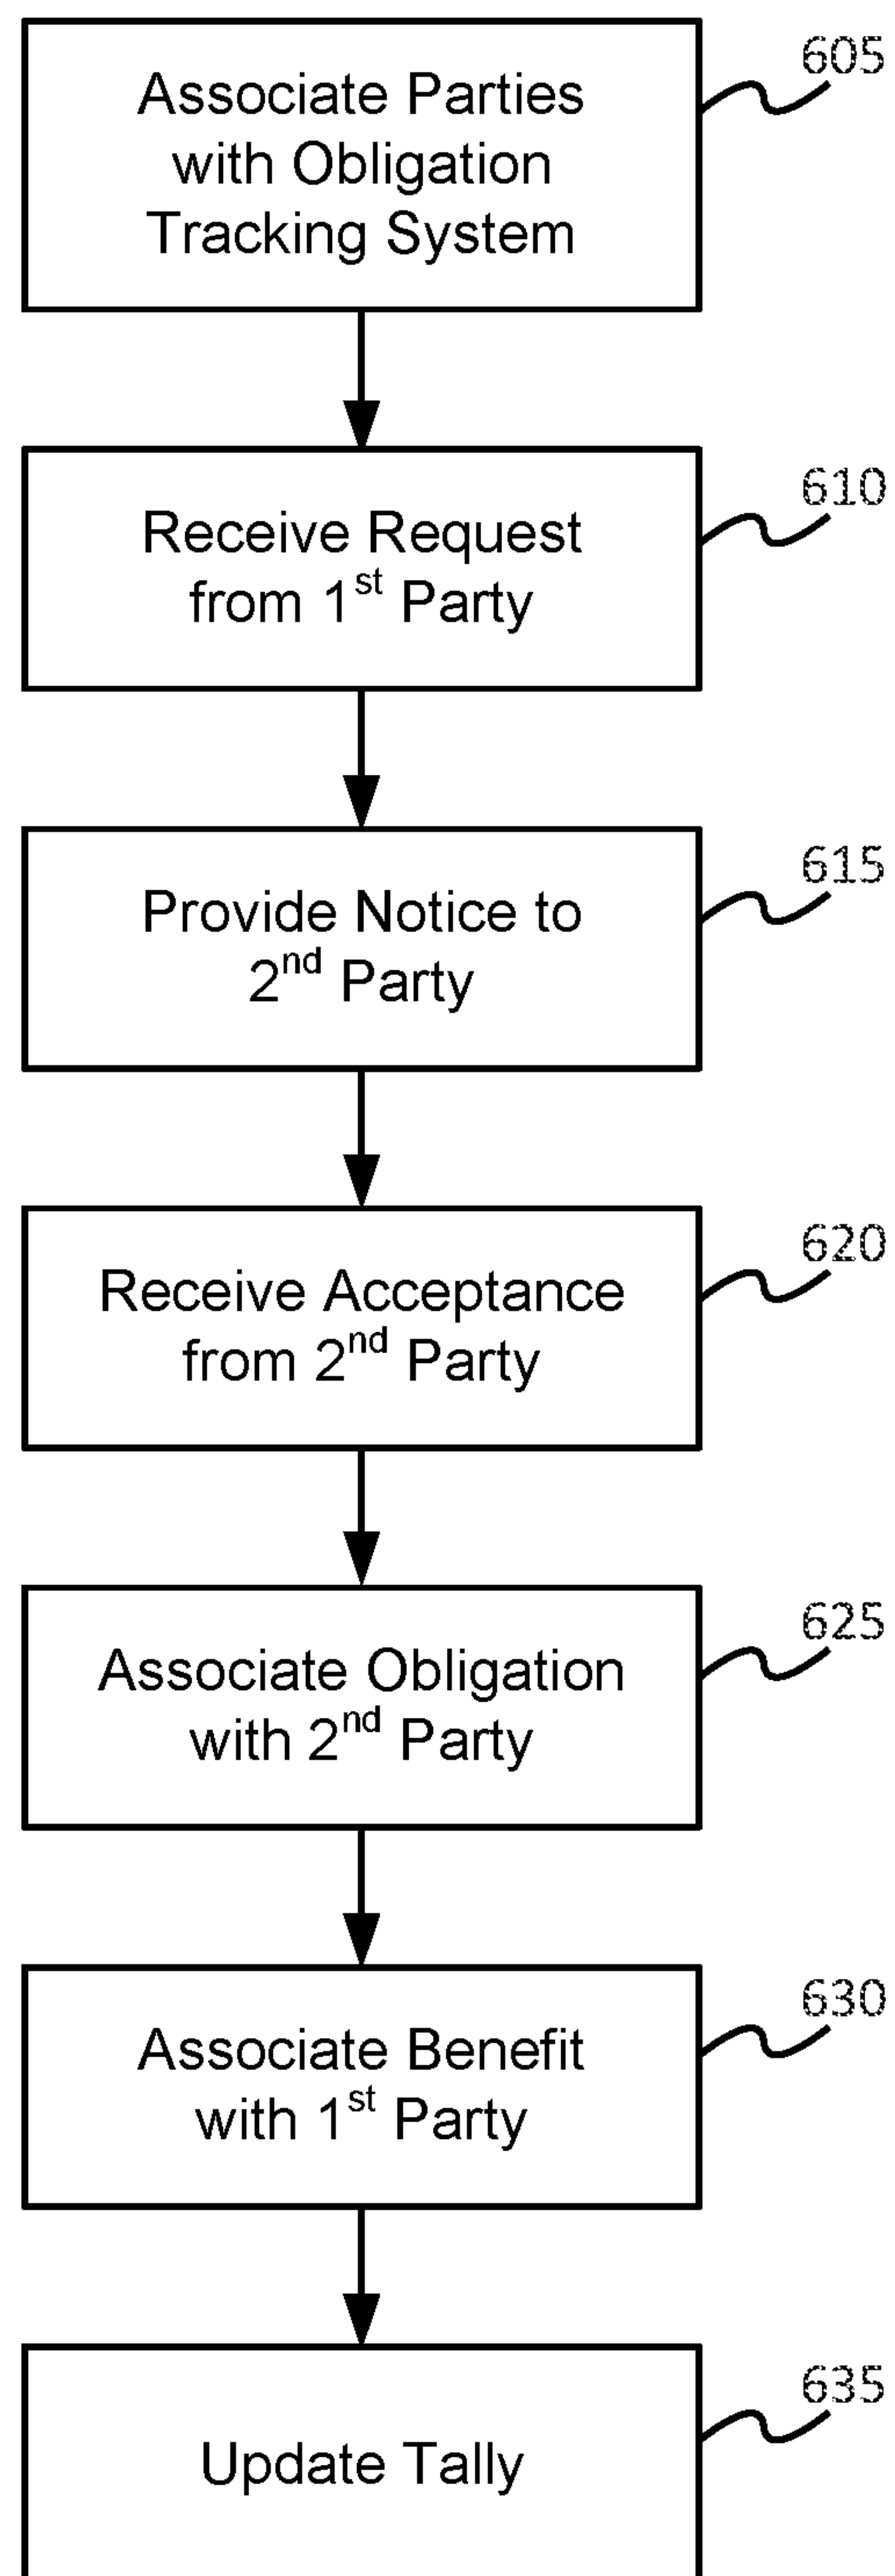 Associate Parties
with Obligation
Tracking System
605
Receive Request
from 1st Party
610
Provide Notice to
2nd Party
615
Receive Acceptance
from 2nd Party
620
Associate Obligation
with 2nd Party
625
Associate Benefit
with 1st Party
630
Update Tally
635